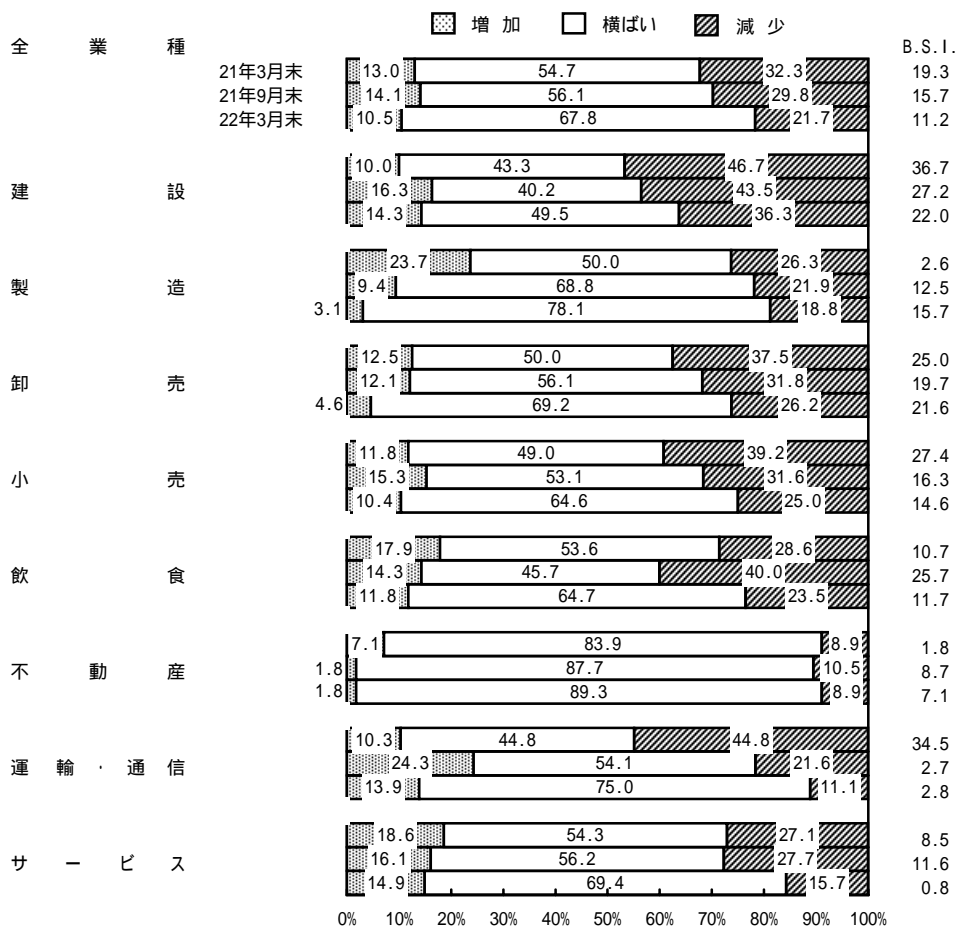 増 加 横ばい 減 少
全 業 種 B.S.I.
21年3月末 13.0 54.7 32.3 19.3
21年9月末 14.1 56.1 29.8 15.7
22年3月末 10.5 67.8 21.7 11.2
10.0 43.3 46.7 36.7
建 設 16.3 40.2 43.5 27.2
14.3 49.5 36.3 22.0
23.7 50.0 26.3 2.6
製 造 9.4 68.8 21.9 12.5
3.1 78.1 18.8 15.7
12.5 50.0 37.5 25.0
卸 売 12.1 56.1 31.8 19.7
4.6 69.2 26.2 21.6
11.8 49.0 39.2 27.4
小 売 15.3 53.1 31.6 16.3
10.4 64.6 25.0 14.6
17.9 53.6 28.6 10.7
飲 食 14.3 45.7 40.0 25.7
11.8 64.7 23.5 11.7
7.1 83.9 8.9 1.8
不 動 産 1.8 87.7 10.5 8.7
1.8 89.3 8.9 7.1
10.3 44.8 44.8 34.5
運 輸 ・ 通 信 24.3 54.1 21.6 2.7
13.9 75.0 11.1 2.8
18.6 54.3 27.1 8.5
サ ー ビ ス 16.1 56.2 27.7 11.6
14.9 69.4 15.7 0.8
0% 10% 20% 30% 40% 50% 60% 70% 80% 90% 100%